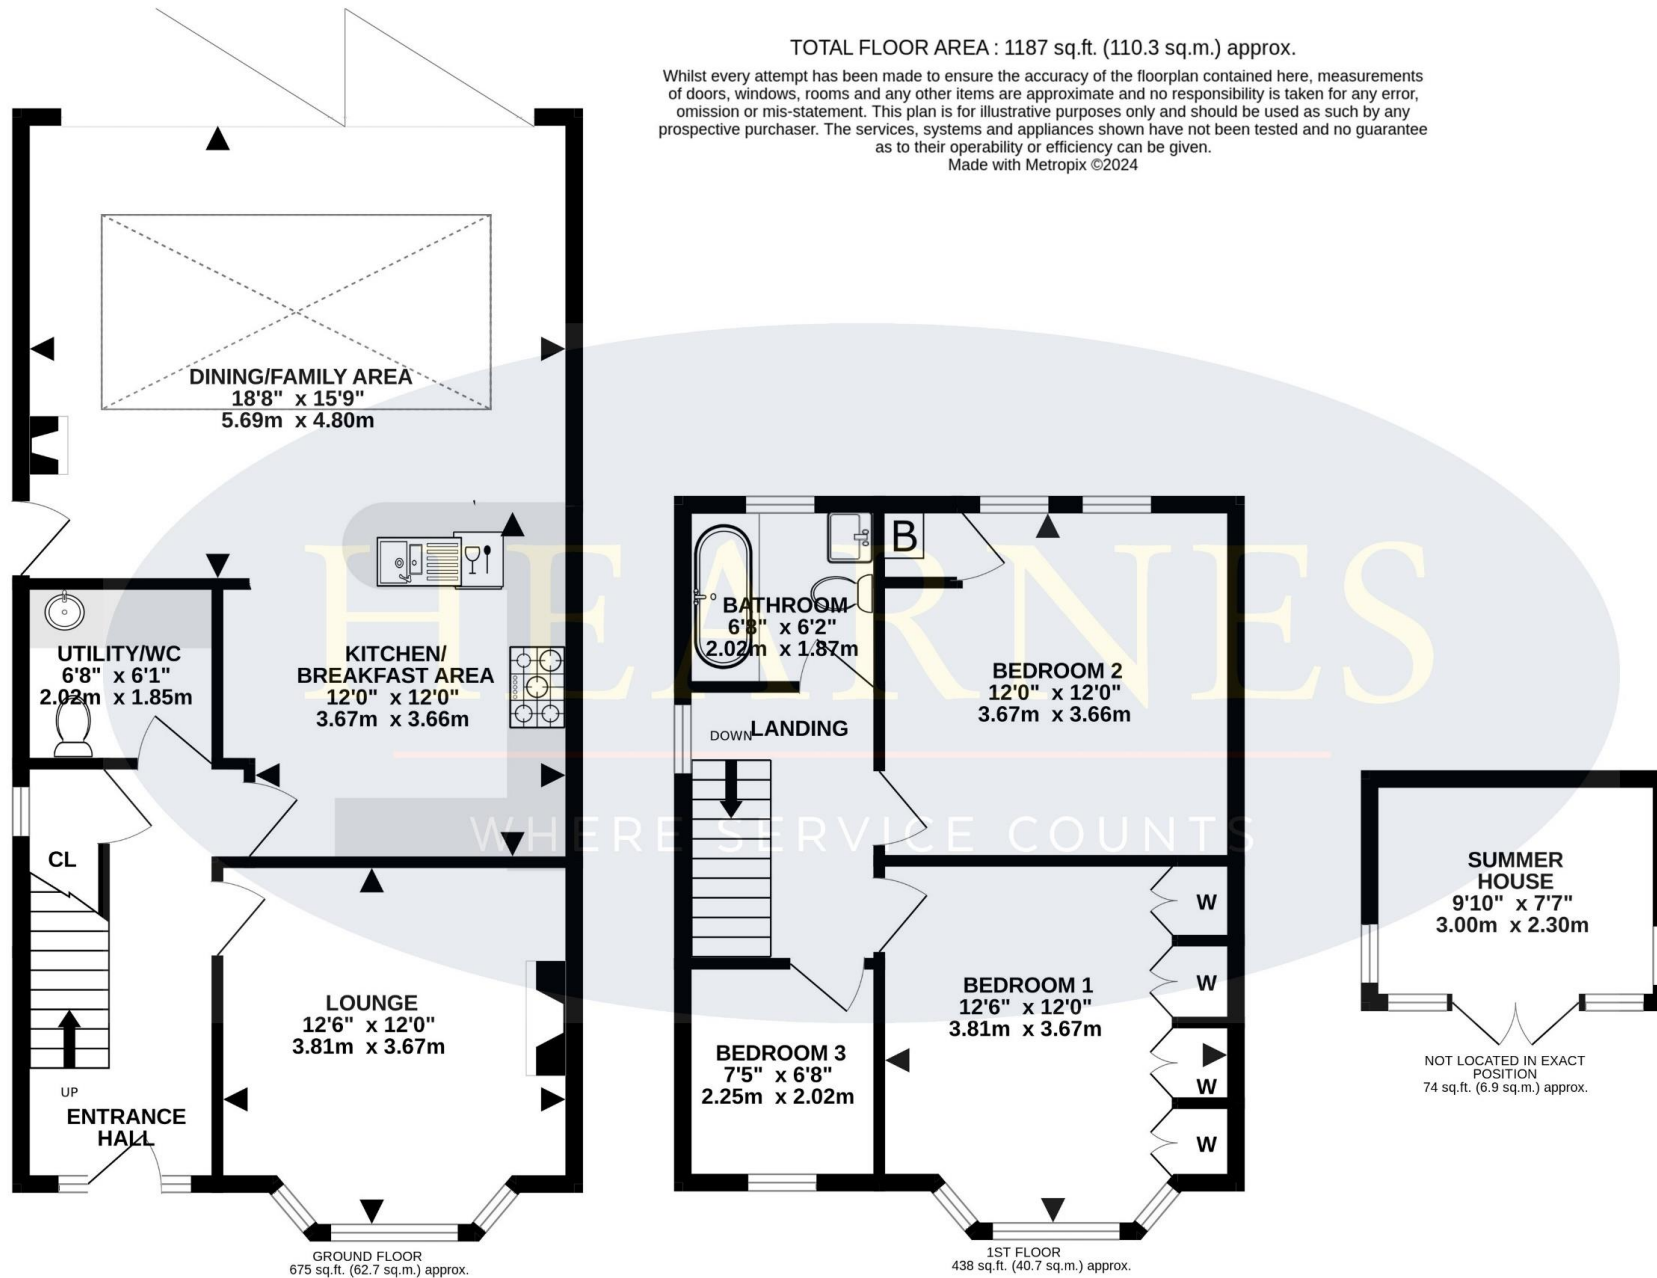 TOTAL FLOOR AREA : 1187 sq.ft. (110.3 sq.m.) approx.
Whilst every attempt has been made to ensure the accuracy of the floorplan contained here, measurements
of doors, windows, rooms and any other items are approximate and no responsibility is taken for any error,
omission or mis-statement. This plan is for illustrative purposes only and should be used as such by any
prospective purchaser. The services, systems and appliances shown have not been tested and no guarantee
as to their operability or efficiency can be given.
Made with Metropix ©2024
DINING/FAMILY AREA
18'8" x 15'9"
5.69m x 4.80m
UTILITY/WC
6'8" x 6'1"
2.02m x 1.85m
KITCHEN/
BREAKFAST AREA
12'0" x 12'0"
3.67m x 3.66m
CL
LOUNGE
12'6" x 12'0"
3.81m x 3.67m
UP
ENTRANCE
HALL
GROUND FLOOR
675 sq.ft. (62.7 sq.m.) approx.
B
BATHROOM
6'8" x 6'2"
2.02m x 1.87m
BEDROOM 2
12'0" x 12'0"
3.67m x 3.66m
DOWN
LANDING
BEDROOM 1
12'6" x 12'0"
3.81m x 3.67m
W
W
W
W
BEDROOM 3
7'5" x 6'8"
2.25m x 2.02m
1ST FLOOR
438 sq.ft. (40.7 sq.m.) approx.
SUMMER
HOUSE
9'10" x 7'7"
3.00m x 2.30m
NOT LOCATED IN EXACT
POSITION
74 sq.ft. (6.9 sq.m.) approx.
HEARNES
WHERE SERVICE COUNTS